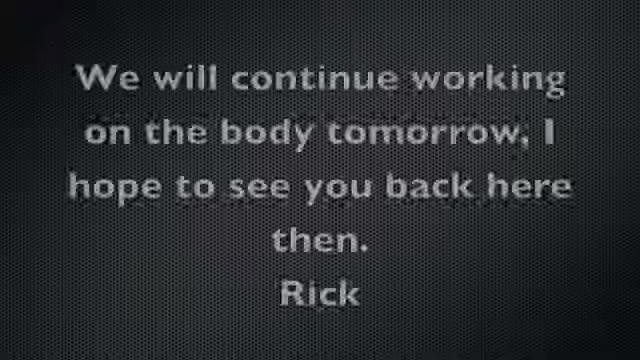 We will continue working
on the body tomorrow, I
hope to see you back here
then.
Rick